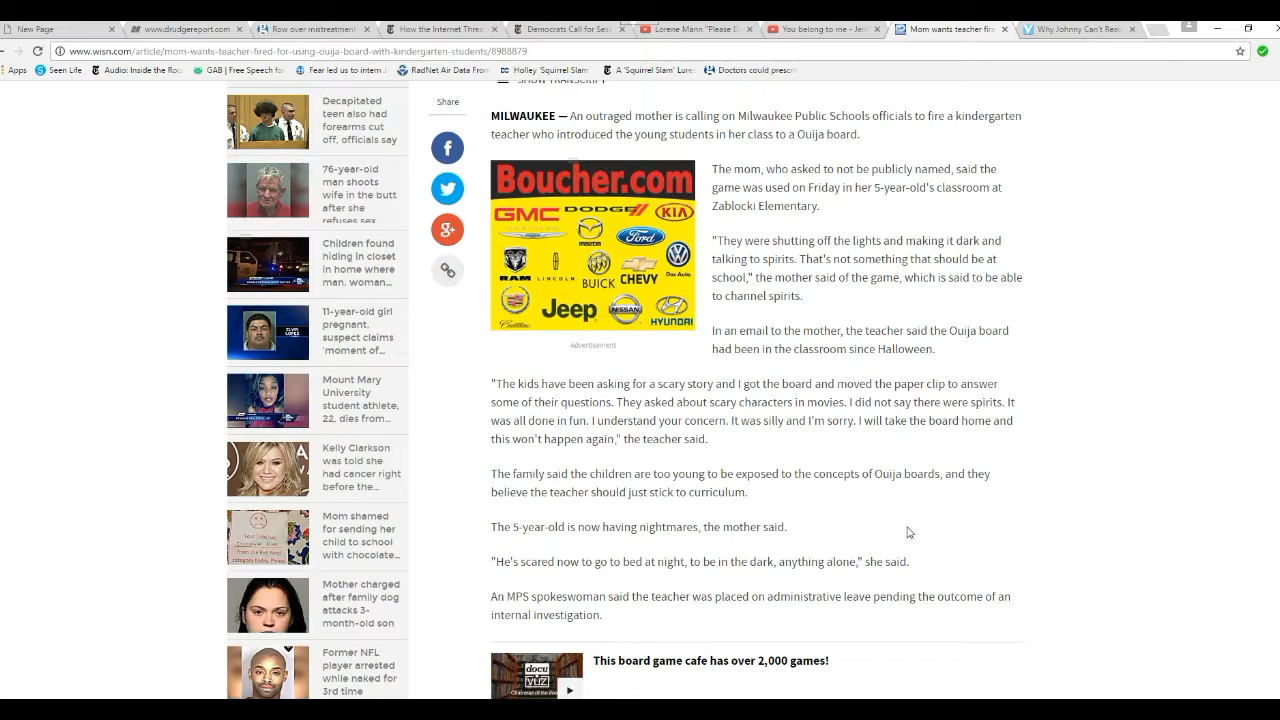 New Page
www.drudgereport.com
Row over mistreatment
How the Internet Threa
Democrats Call for Ses
Lorene Mann "Please D
You belong to me - Jen
Mom wants teacher fire
Why Johnny Can't Reac
www.wisn.com/article/mom-wants-teacher-fired-for-using-ouija-board-with-kindergarten-students/8988879
Apps
Seen Life
Audio: Inside the Roo
GAB | Free Speech for
Fear led us to intern J
RadNet Air Data From
Holley 'Squirrel Slam'
A 'Squirrel Slam' Lure
Doctors could prescri
SHOW TRANSCRIPT
Decapitated
teen also had
forearms cut
off, officials say
76-year-old
man shoots
wife in the butt
after she
refuses sex
Children found
hiding in closet
in home where
man, woman...
11-year-old girl
pregnant,
suspect claims
'moment of...
Mount Mary
University
student athlete,
22, dies from...
Kelly Clarkson
was told she
had cancer right
before the...
Mom shamed
for sending her
child to school
with chocolate...
Mother charged
after family dog
attacks 3-
month-old son
Former NFL
player arrested
while naked for
3rd time
Share
MILWAUKEE — An outraged mother is calling on Milwaukee Public Schools officials to fire a kindergarten
teacher who introduced the young students in her class to a Ouija board.
Boucher.com
GMC DODGE KIA
mazda Ford
RAM LINCOLN BUICK CHEVY Das Auto.
Cadillac Jeep NISSAN HYUNDAI
Advertisement
The mom, who asked to not be publicly named, said the
game was used on Friday in her 5-year-old's classroom at
Zablocki Elementary.
"They were shutting off the lights and making it dark and
talking to spirits. That's not something that should be at
school," the mother said of the game, which is said to be able
to channel spirits.
In an email to the mother, the teacher said the Ouija board
had been in the classroom since Halloween.
"The kids have been asking for a scary story and I got the board and moved the paper clip to answer
some of their questions. They asked about scary characters in movies. I did not say there were spirits. It
was all done in fun. I understand your concern. It was silly and I'm sorry. I will take the board home and
this won't happen again," the teacher said.
The family said the children are too young to be exposed to the concepts of Ouija boards, and they
believe the teacher should just stick to curriculum.
The 5-year-old is now having nightmares, the mother said.
"He's scared now to go to bed at night, to be in the dark, anything alone," she said.
An MPS spokeswoman said the teacher was placed on administrative leave pending the outcome of an
internal investigation.
docu
VUZ
This board game cafe has over 2,000 games!